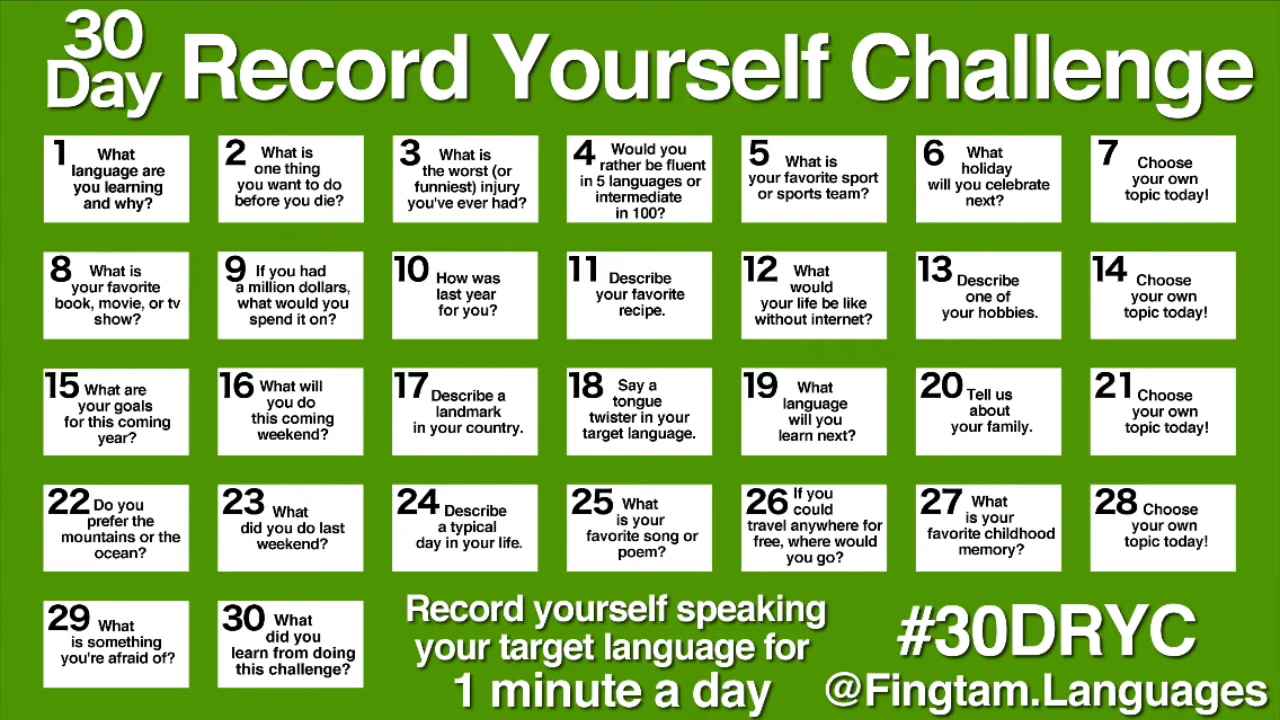 30
Day
Record Yourself Challenge
1 What
language are
you learning
and why?
2 What is
one thing
you want to do
before you die?
3 What is
the worst (or
funniest) injury
you've ever had?
4 Would you
rather be fluent
in 5 languages or
intermediate
in 100?
5 What is
your favorite sport
or sports team?
6 What
holiday
will you celebrate
next?
7 Choose
your own
topic today!
8 What is
your favorite
book, movie, or tv
show?
9 If you had
a million dollars,
what would you
spend it on?
10 How was
last year
for you?
11 Describe
your favorite
recipe.
12 What
would
your life be like
without internet?
13 Describe
one of
your hobbies.
14 Choose
your own
topic today!
15 What are
your goals
for this coming
year?
16 What will
you do
this coming
weekend?
17 Describe a
landmark
in your country.
18 Say a
tongue
twister in your
target language.
19 What
language
will you
learn next?
20 Tell us
about
your family.
21 Choose
your own
topic today!
22 Do you
prefer the
mountains or the
ocean?
23 What
did you do last
weekend?
24 Describe
a typical
day in your life.
25 What
is your
favorite song or
poem?
26 If you
could
travel anywhere for
free, where would
you go?
27 What
is your
favorite childhood
memory?
28 Choose
your own
topic today!
29 What
is something
you're afraid of?
30 What
did you
learn from doing
this challenge?
Record yourself speaking
your target language for
1 minute a day
#30DRYC
@Fingtam.Languages